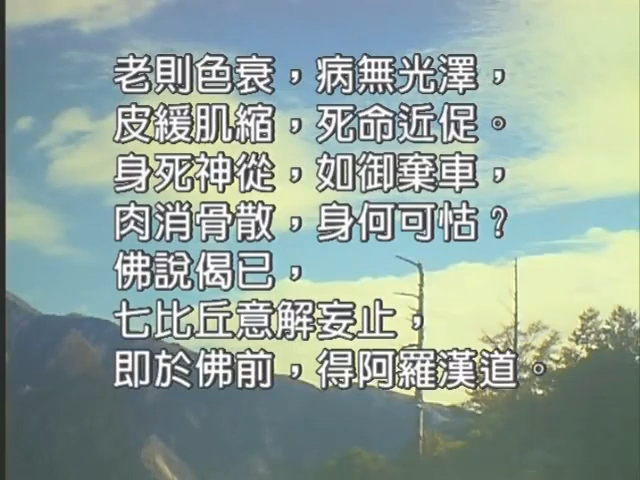 老則色衰，病無光澤，
皮緩肌縮，死命近促。
身死神從，如御棄車，
肉消骨散，身何可怙？
佛說偈已，
七比丘意解妄止，
即於佛前，得阿羅漢道。